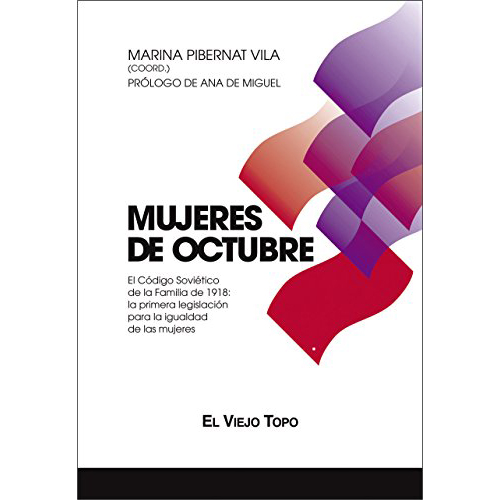 MARINA PIBERNAT VILA
(COORD.)
PRÓLOGO DE ANA DE MIGUEL
MUJERES
DE OCTUBRE
El Código Soviético
de la Familia de 1918:
la primera legislación
para la igualdad
de las mujeres
EL VIEJO TOPO